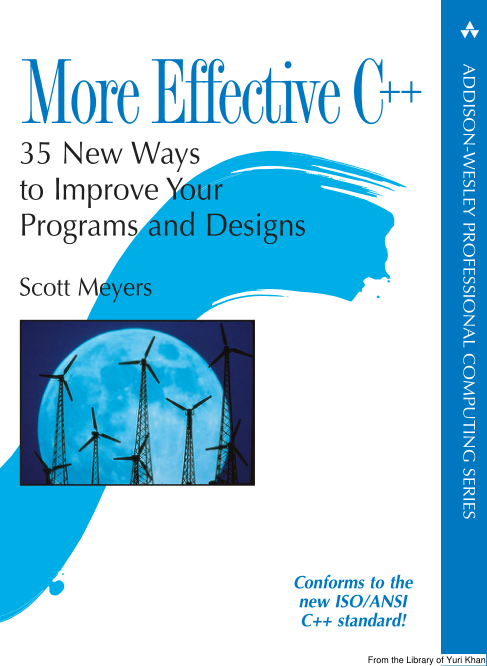 More Effective C++
35 New Ways
to Improve Your
Programs and Designs
Scott Meyers
ADDISON-WESLEY PROFESSIONAL COMPUTING SERIES
Conforms to the
new ISO/ANSI
C++ standard!
From the Library of Yuri Khan